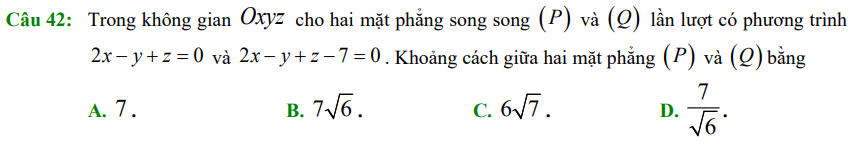 Câu 42: Trong không gian Oxyz cho hai mặt phẳng song song (P) và (Q) lần lượt có phương trình
2x − y + z = 0 và 2x − y + z − 7 = 0. Khoảng cách giữa hai mặt phẳng (P) và (Q) bằng
A. 7. B. 7√6. C. 6√7. D. 7/√6.